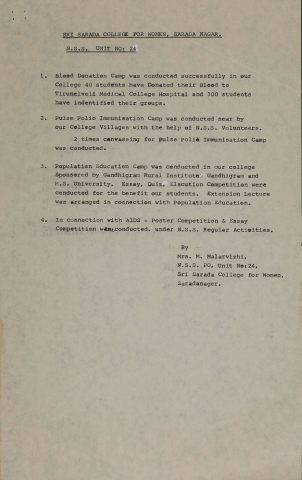 SRI SARADA COLLEGE FOR WOMEN, SARADA NAGAR.
N.S.S. UNIT NO: 24
1. Bleed Donation Camp was conducted successfully in our
College 40 students have Donated their Bleed to
Tirunelveli Medical College Hospital and 300 students
have indentified their groups.
2. Pulse Polio Immunisation Camp was conducted near by
our College Villages with the help of N.S.S. Volunteers.
2 times canvassing for Pulse Polio Immunisation Camp
was conducted.
3. Population Education Camp was conducted in our college
Sponsered by Gandhigram Rural Institute, Gandhigram and
M.S. University. Essay, Quiz, Elecution Competition were
conducted for the benefit our students. Extension Lecture
was arranged in connection with Population Education.
4. In connection with AIDS - Poster Competition & Essay
Competition was conducted, under N.S.S. Regular Activities.
By
Mrs. M. Malarvizhi,
N.S.S. PO, Unit No:24,
Sri Sarada College for Women,
Saradanagar.